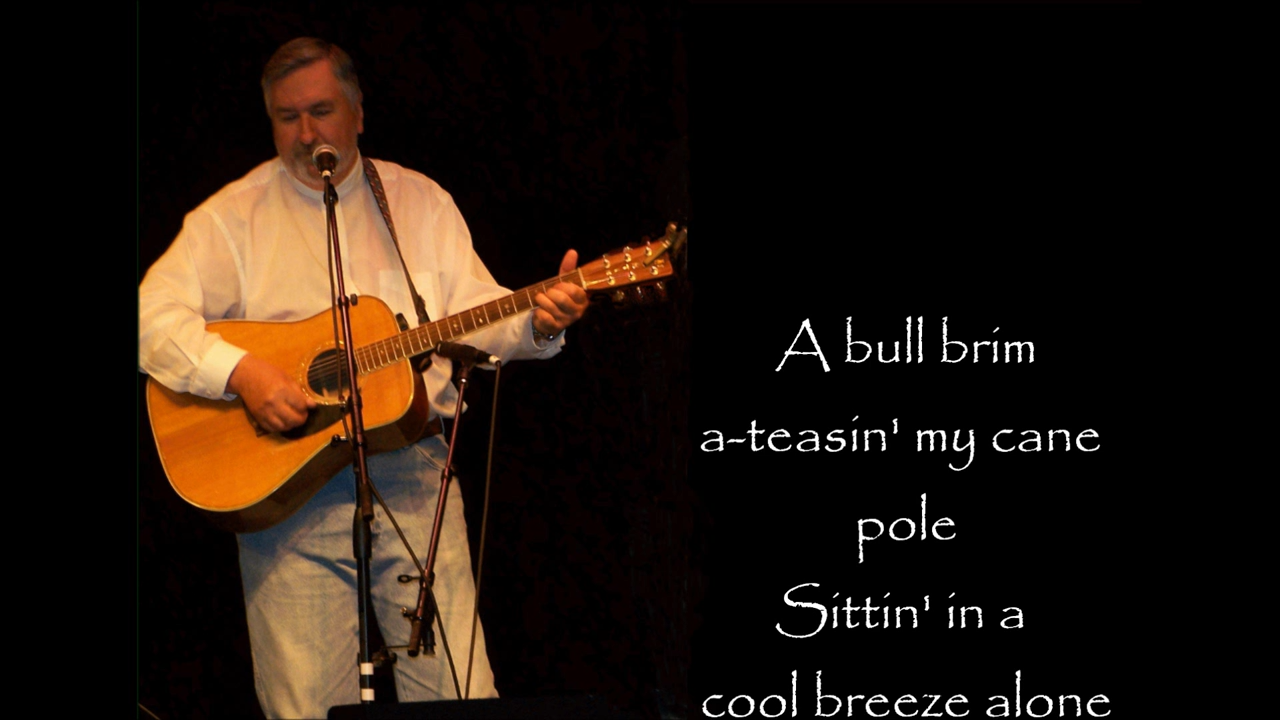 A bull brim
a-teasin' my cane
pole
Sittin' in a
cool breeze alone